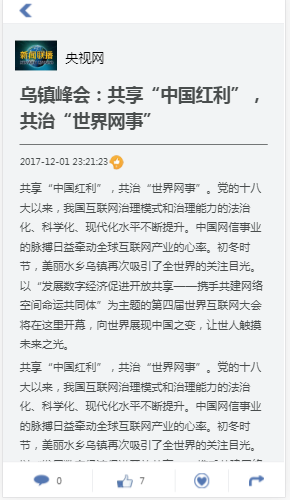 新闻联播
央视网
乌镇峰会：共享“中国红利”，
共治“世界网事”
2017-12-01 23:21:23
共享“中国红利”，共治“世界网事”。党的十八
大以来，我国互联网治理模式和治理能力的法治
化、科学化、现代化水平不断提升。中国网信事业
的脉搏日益牵动全球互联网产业的心率。初冬时
节，美丽水乡乌镇再次吸引了全世界的关注目光。
以“发展数字经济促进开放共享——携手共建网络
空间命运共同体”为主题的第四届世界互联网大会
将在这里开幕，向世界展现中国之变，让世人触摸
未来之光。
共享“中国红利”，共治“世界网事”。党的十八
大以来，我国互联网治理模式和治理能力的法治
化、科学化、现代化水平不断提升。中国网信事业
的脉搏日益牵动全球互联网产业的心率。初冬时
节，美丽水乡乌镇再次吸引了全世界的关注目光。
0
7